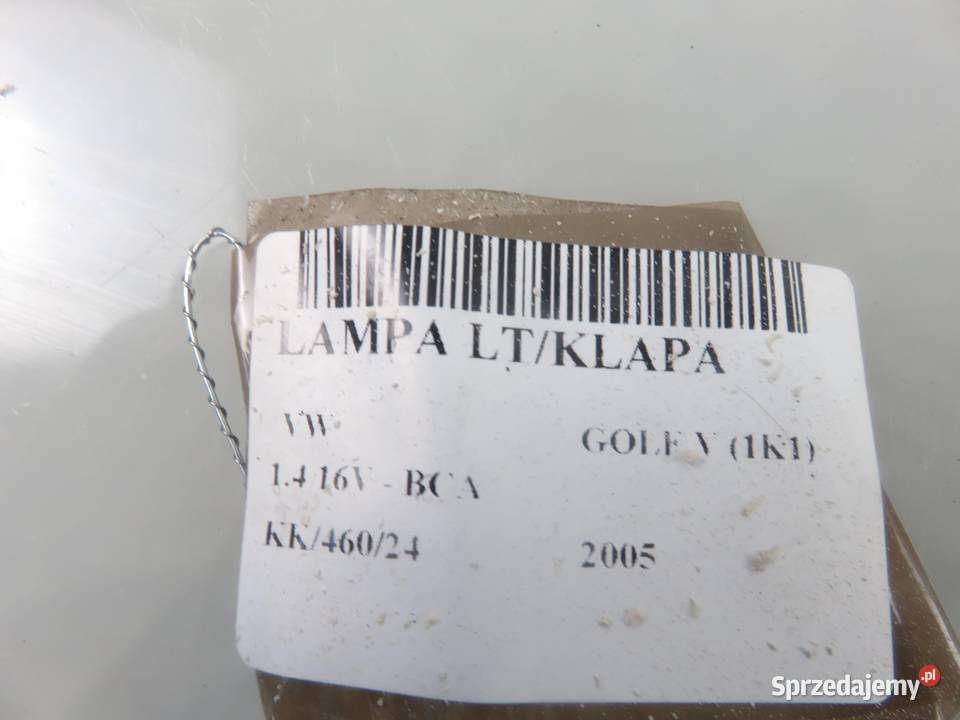 LAMPA LT/KLAPA
VW
GOLF V (1K1)
1.4 16V - BCA
KK/460/24
2005
Sprzedajemy.pl